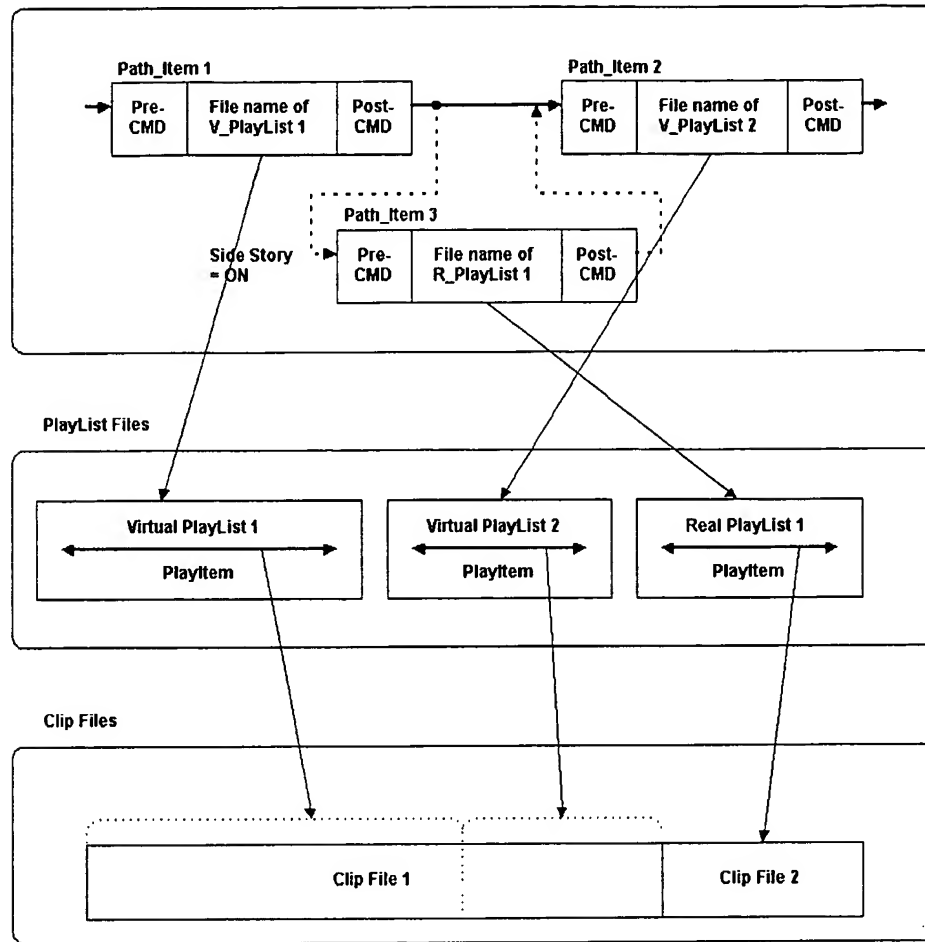 Path_Item 1
Pre-
CMD
File name of
V_PlayList 1
Post-
CMD
Path_Item 2
Pre-
CMD
File name of
V_PlayList 2
Post-
CMD
Side Story
= ON
Path_Item 3
Pre-
CMD
File name of
R_PlayList 1
Post-
CMD
PlayList Files
Virtual PlayList 1
PlayItem
Virtual PlayList 2
PlayItem
Real PlayList 1
PlayItem
Clip Files
Clip File 1
Clip File 2